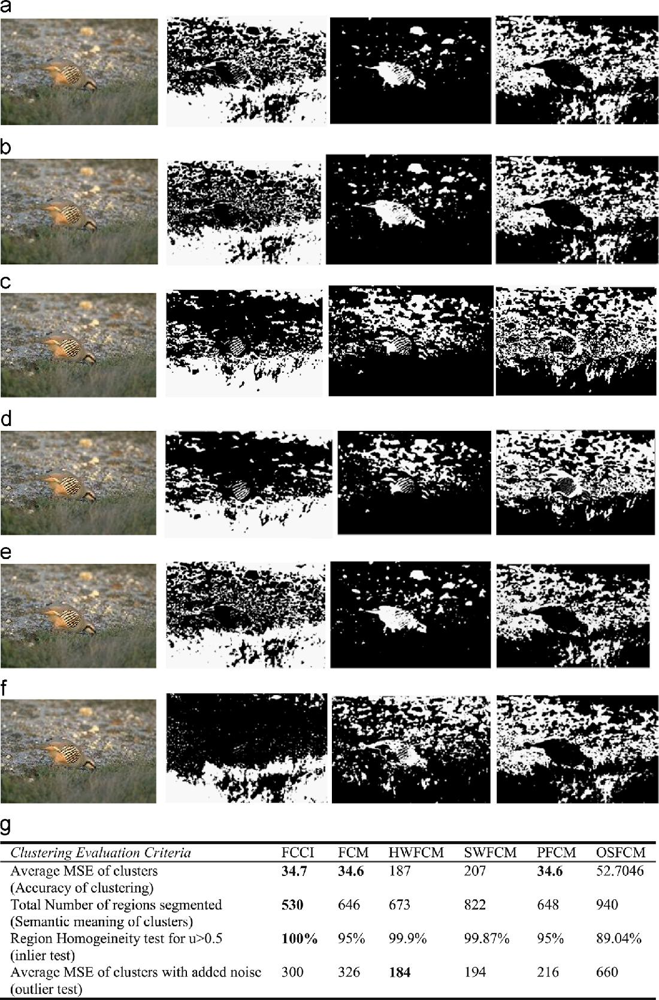 a
b
c
d
e
f
g
Clustering Evaluation Criteria FCCI FCM HWFCM SWFCM PFCM OSFCM
Average MSE of clusters 34.7 34.6 187 207 34.6 52.7046
(Accuracy of clustering)
Total Number of regions segmented 530 646 673 822 648 940
(Semantic meaning of clusters)
Region Homogeineity test for u>0.5 100% 95% 99.9% 99.87% 95% 89.04%
(inlier test)
Average MSE of clusters with added noise 300 326 184 194 216 660
(outlier test)